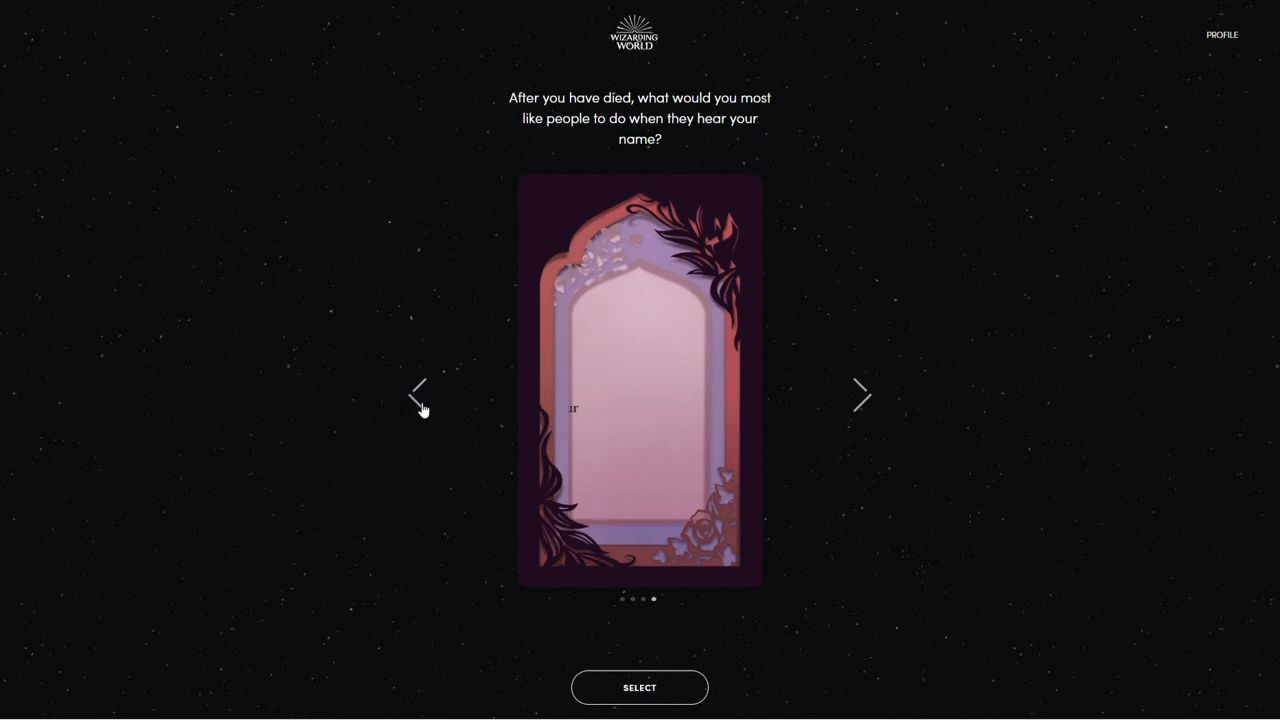 WIZARDING
WORLD
PROFILE
After you have died, what would you most
like people to do when they hear your
name?
ur
SELECT